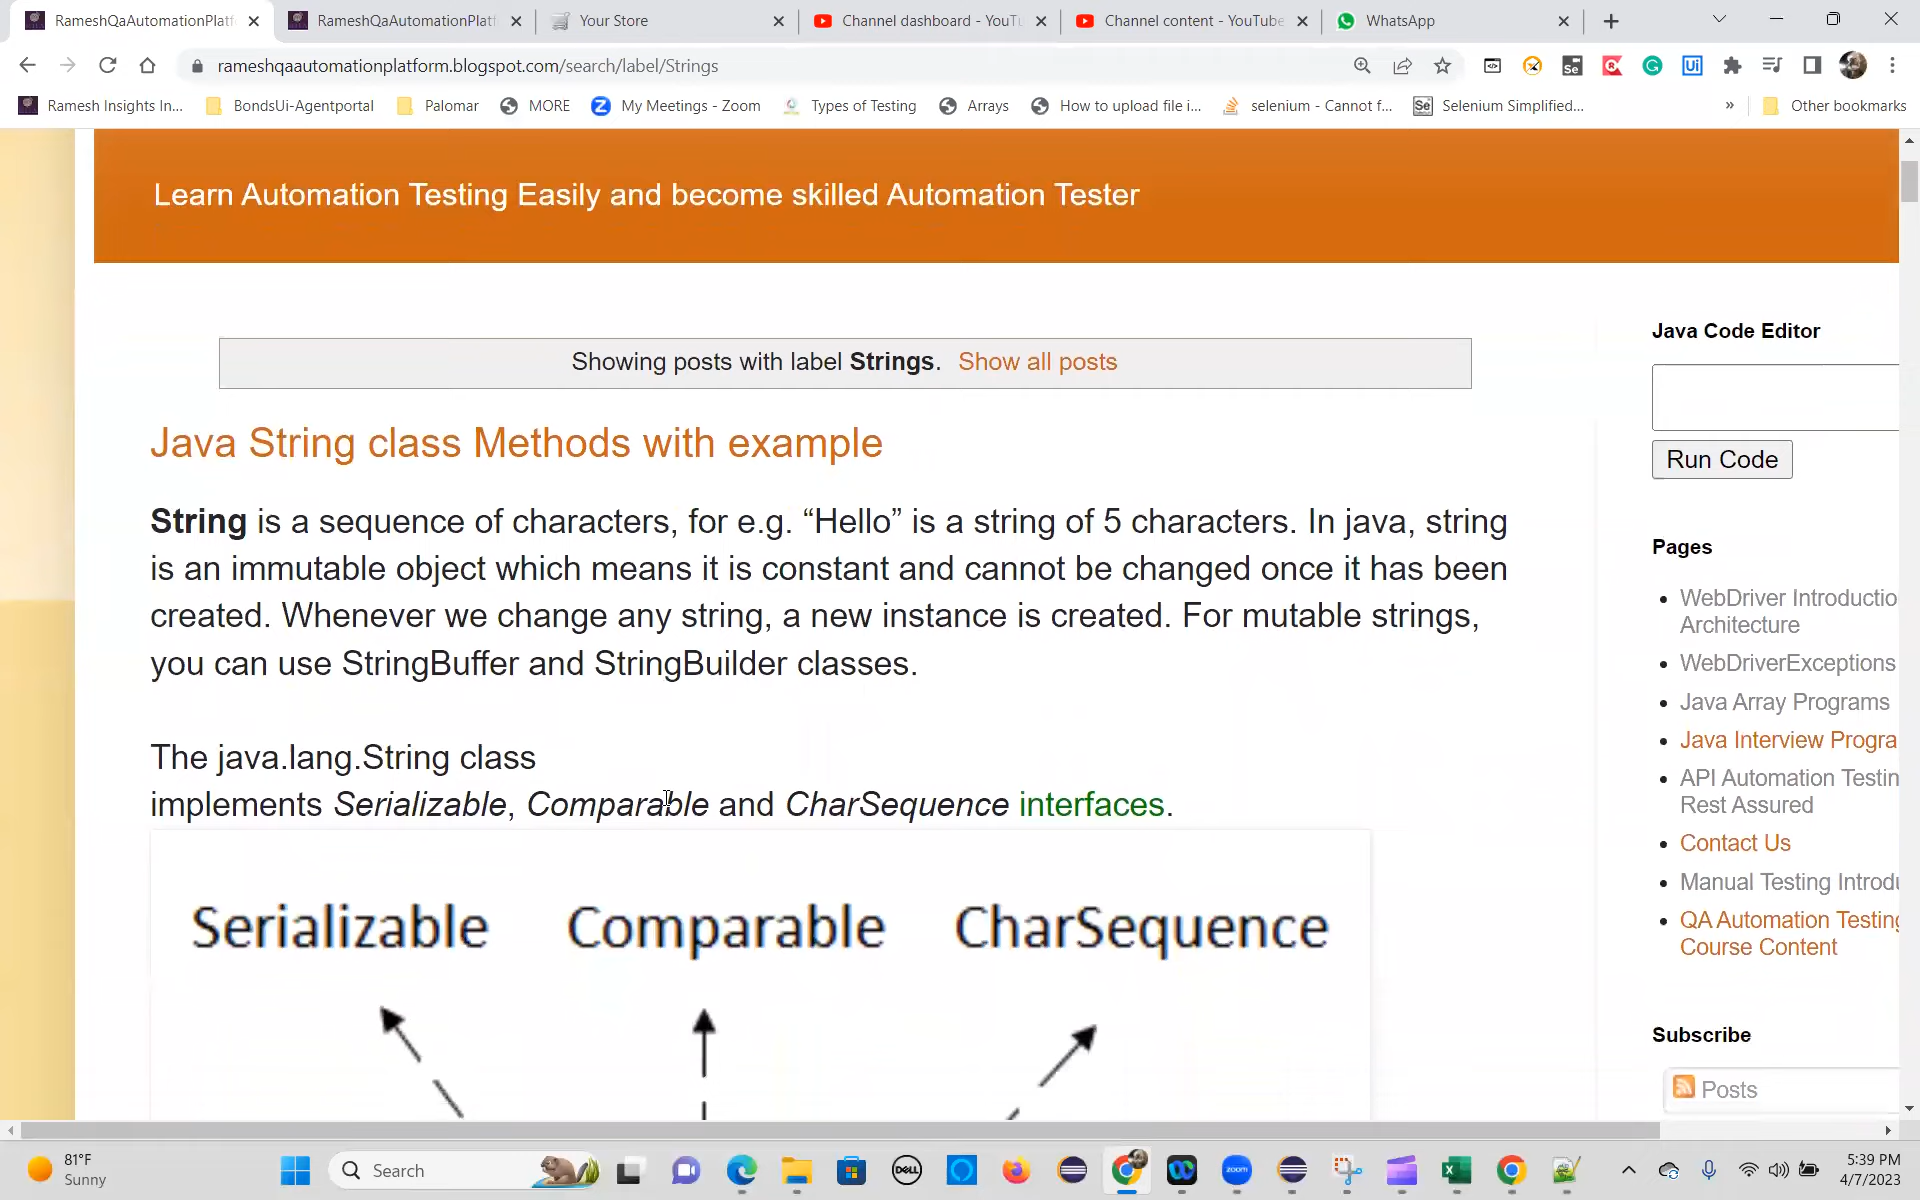 RameshQaAutomationPlatf
RameshQaAutomationPlatf
Your Store
Channel dashboard - YouTu
Channel content - YouTube
WhatsApp
rameshqaautomationplatform.blogspot.com/search/label/Strings
Ramesh Insights In...
BondsUi-Agentportal
Palomar
MORE
My Meetings - Zoom
Types of Testing
Arrays
How to upload file i...
selenium - Cannot f...
Selenium Simplified...
»
Other bookmarks
Learn Automation Testing Easily and become skilled Automation Tester
Showing posts with label Strings. Show all posts
Java String class Methods with example
String is a sequence of characters, for e.g. “Hello” is a string of 5 characters. In java, string
is an immutable object which means it is constant and cannot be changed once it has been
created. Whenever we change any string, a new instance is created. For mutable strings,
you can use StringBuffer and StringBuilder classes.
The java.lang.String class
implements Serializable, Comparable and CharSequence interfaces.
Serializable Comparable CharSequence
Java Code Editor
Run Code
Pages
WebDriver Introductio
Architecture
WebDriverExceptions
Java Array Programs
Java Interview Progra
API Automation Testin
Rest Assured
Contact Us
Manual Testing Introdu
QA Automation Testing
Course Content
Subscribe
Posts
81°F
Sunny
Search
DELL
zoom
5:39 PM
4/7/2023